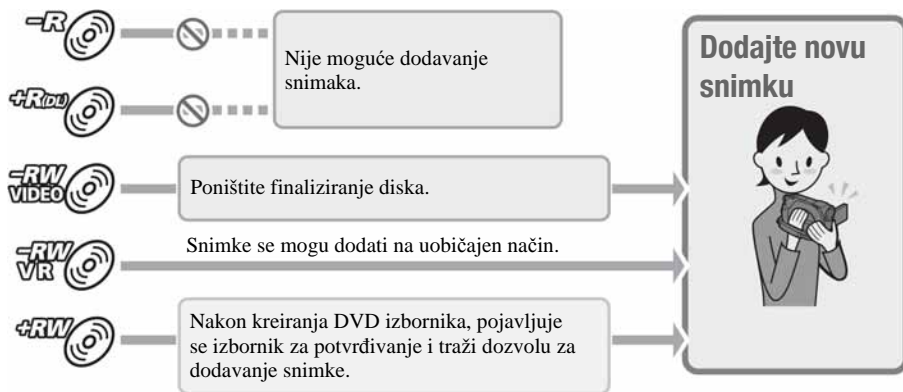 -R
Nije moguće dodavanje
snimaka.
+R(DL)
-RW
VIDEO
Poništite finaliziranje diska.
-RW
VR
Snimke se mogu dodati na uobičajen način.
+RW
Nakon kreiranja DVD izbornika, pojavljuje
se izbornik za potvrđivanje i traži dozvolu za
dodavanje snimke.
Dodajte novu
snimku